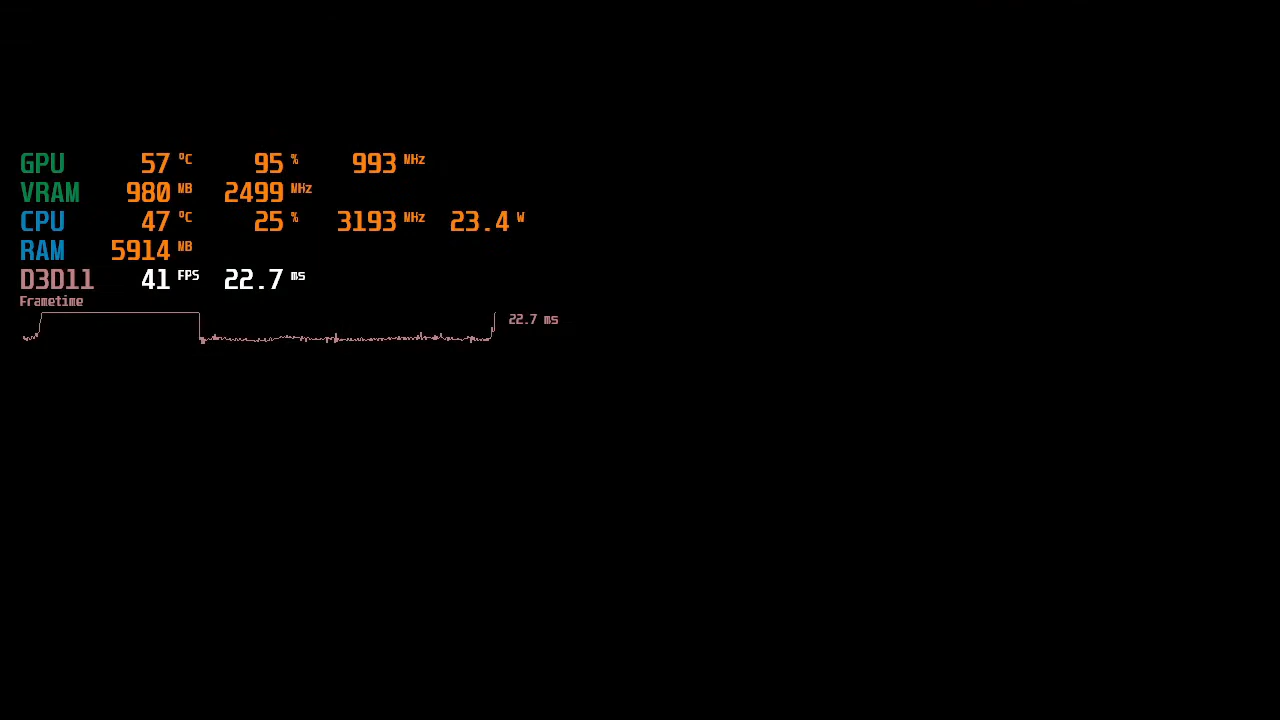 GPU 57 °C 95 % 993 MHz
VRAM 980 MB 2499 MHz
CPU 47 °C 25 % 3193 MHz 23.4 W
RAM 5914 MB
D3D11 41 FPS 22.7 ms
Frametime
22.7 ms